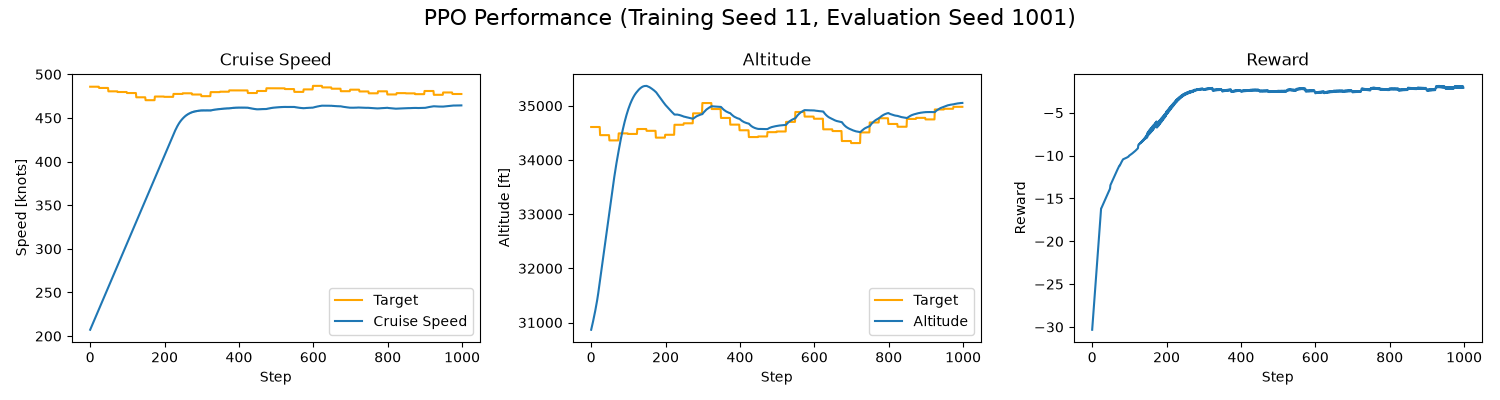 PPO Performance (Training Seed 11, Evaluation Seed 1001)
Cruise Speed
Speed [knots]
500
450
400
350
300
250
200
0 200 400 600 800 1000
Step
Target
Cruise Speed
Altitude
Altitude [ft]
35000
34000
33000
32000
31000
0 200 400 600 800 1000
Step
Target
Altitude
Reward
Reward
−5
−10
−15
−20
−25
−30
0 200 400 600 800 1000
Step